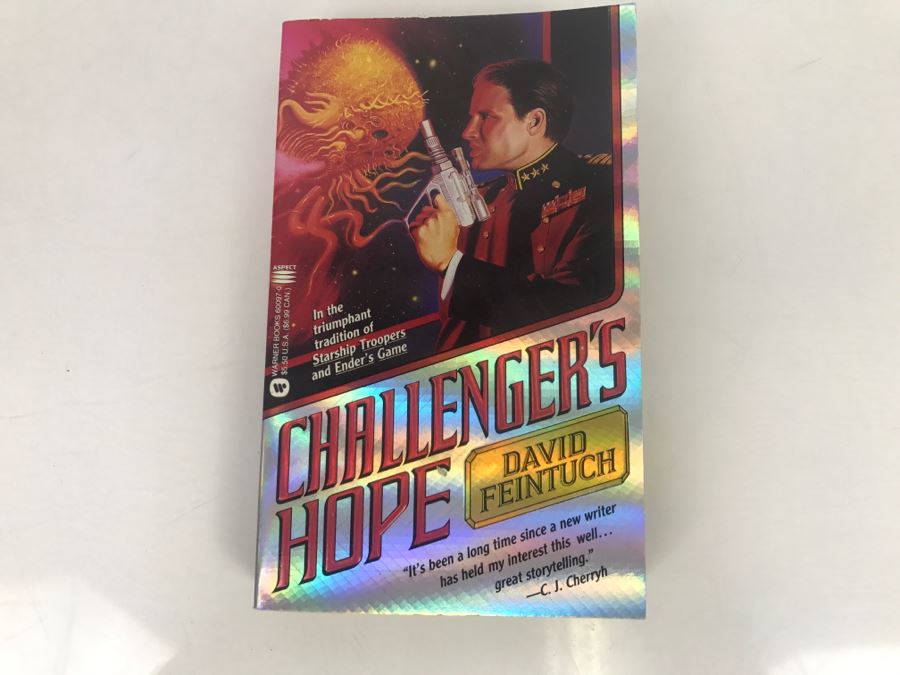 ASPECT
WARNER BOOKS 60097-0
$5.50 U.S.A. ($6.99 CAN.)
W
In the
triumphant
tradition of
Starship Troopers
and Ender's Game
CHALLENGER'S
HOPE
DAVID
FEINTUCH
"It's been a long time since a new writer
has held my interest this well...
great storytelling."
—C. J. Cherryh